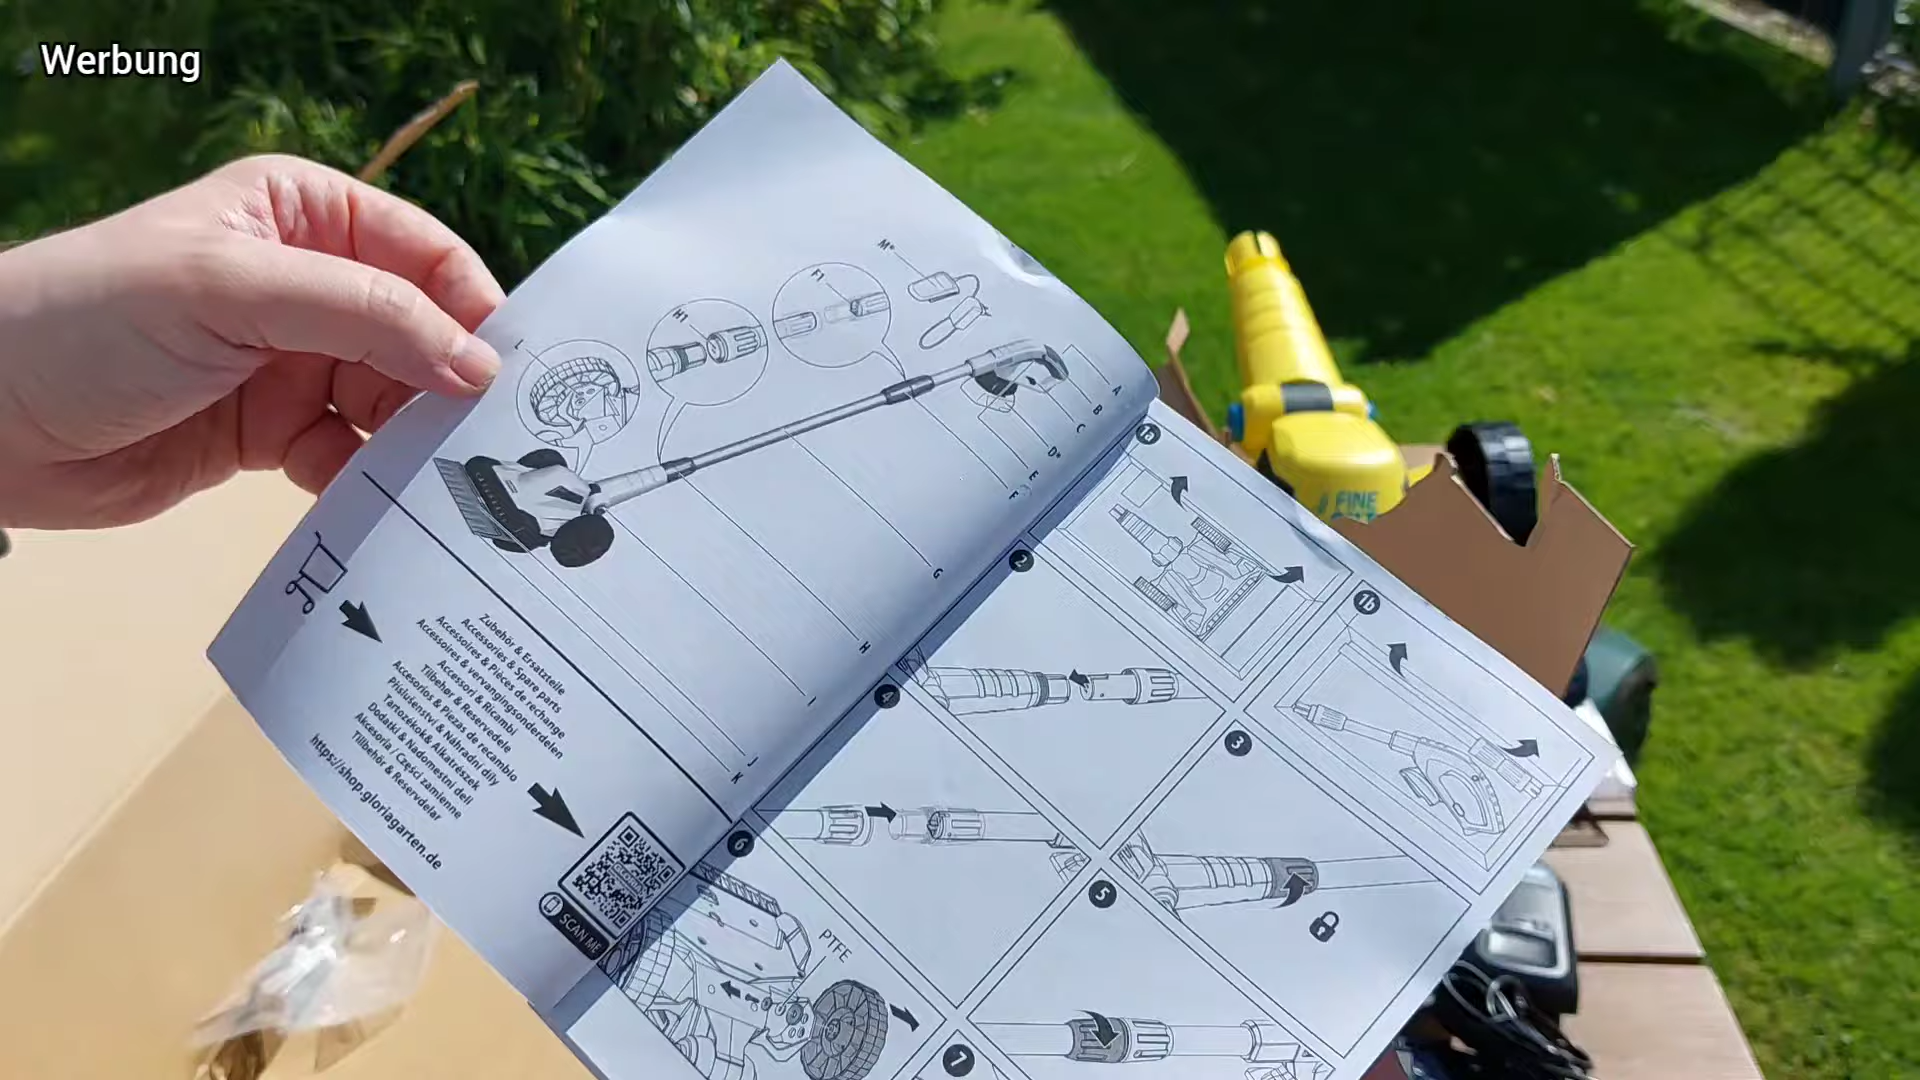 Werbung
M*
F1
H1
L
A
B
C
D*
E
F
G
H
I
J
K
Zubehör & Ersatzteile
Accessories & Spare parts
Accessoires & Pièces de rechange
Accessoires & vervangingsonderdelen
Accessori & Ricambi
Tilbehør & Reservedele
Accesorios & Piezas de recambio
Příslušenství & Náhradní díly
Tartozékok & Alkatrészek
Dodatki & Nadomestni deli
Akcesoria / Części zamienne
Tillbehör & Reservdelar
https://shop.gloriagarten.de
SCAN ME
1a
1b
2
3
4
5
6
PTFE
7
FINE